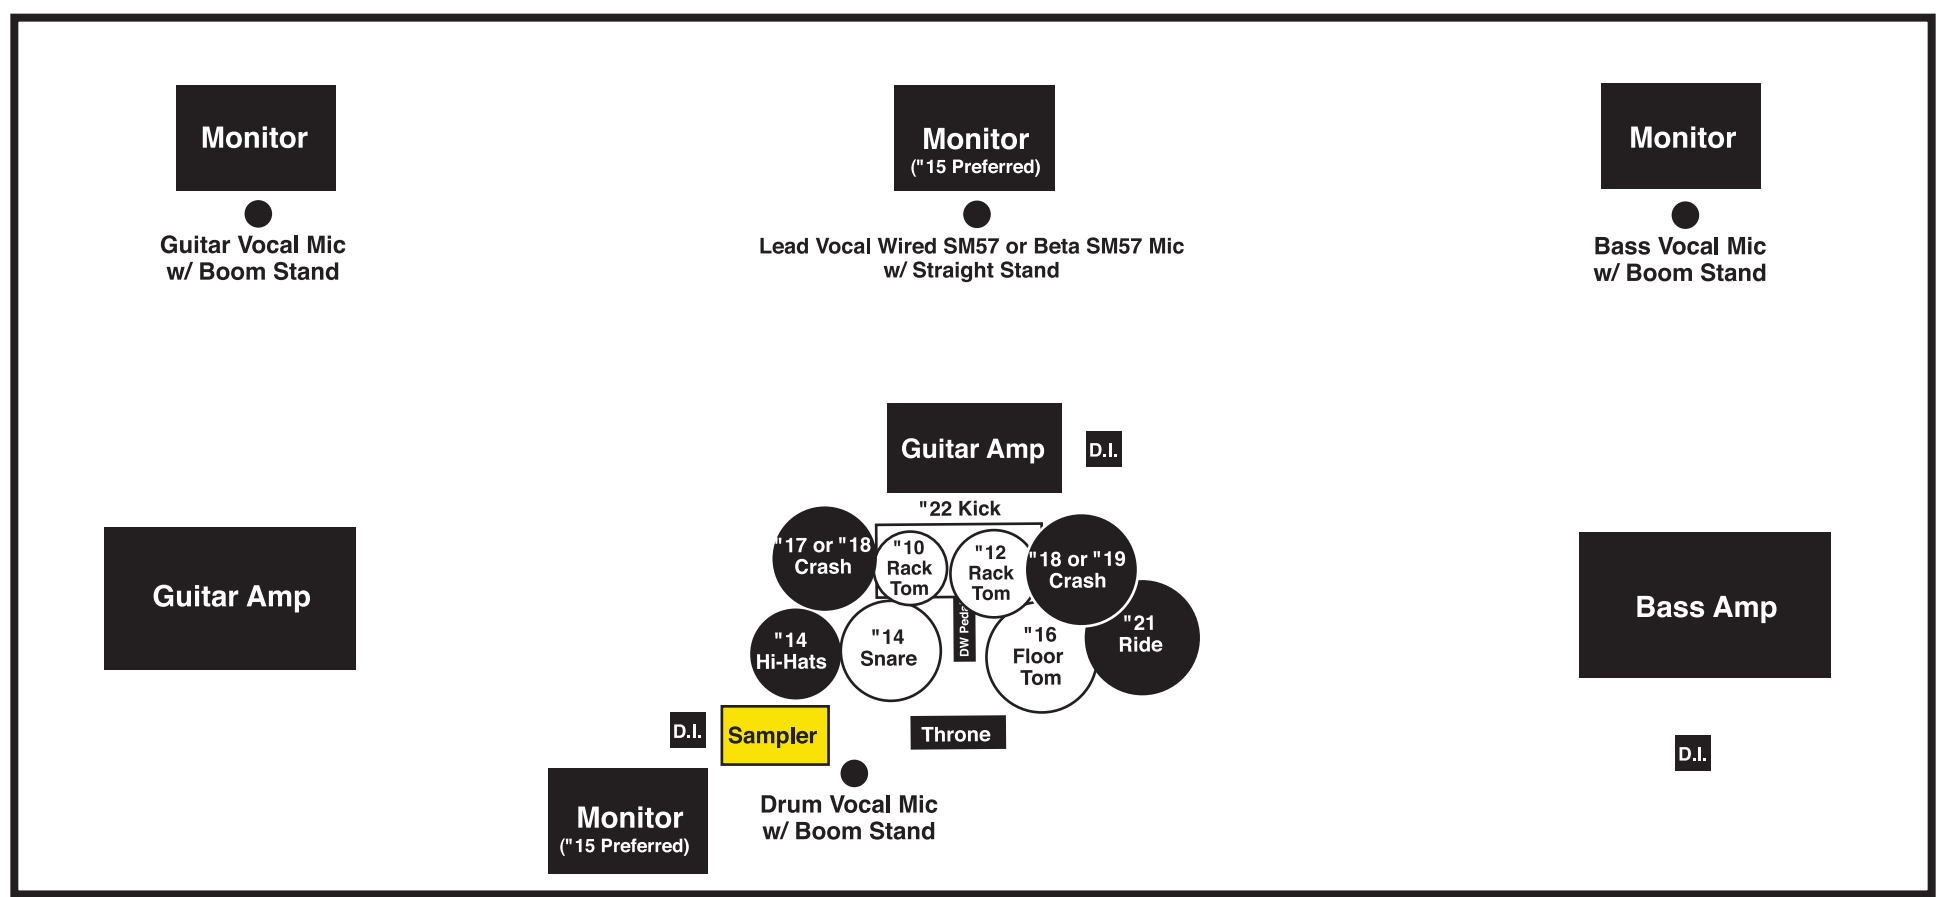 Monitor
Monitor
("15 Preferred)
Monitor
Guitar Vocal Mic
w/ Boom Stand
Lead Vocal Wired SM57 or Beta SM57 Mic
w/ Straight Stand
Bass Vocal Mic
w/ Boom Stand
Guitar Amp
D.I.
"22 Kick
"17 or "18
Crash
"10
Rack
Tom
"12
Rack
Tom
"18 or "19
Crash
Guitar Amp
Bass Amp
"14
Hi-Hats
"14
Snare
DW Pedal
"16
Floor
Tom
"21
Ride
D.I.
Sampler
Throne
D.I.
Monitor
("15 Preferred)
Drum Vocal Mic
w/ Boom Stand